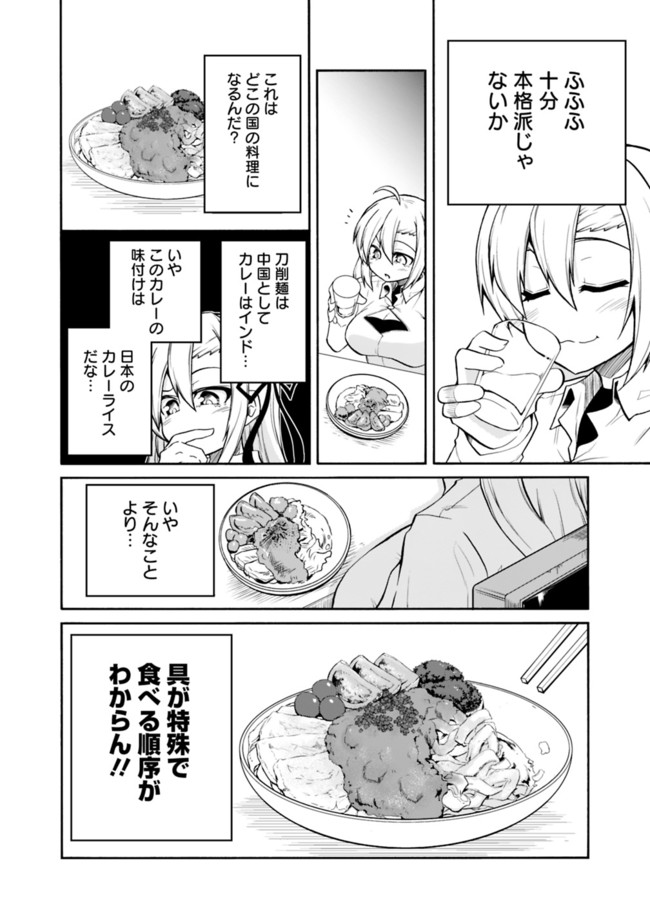 ふふふ
十分
本格派じゃ
ないか
これは
どこの国の料理に
なるんだ?
刀削麺は
中国として
カレーはインド…
いや
このカレーの
味付けは
日本の
カレーライス
だな…
いや
そんなこと
より…
具が特殊で
食べる順序が
わからん!!